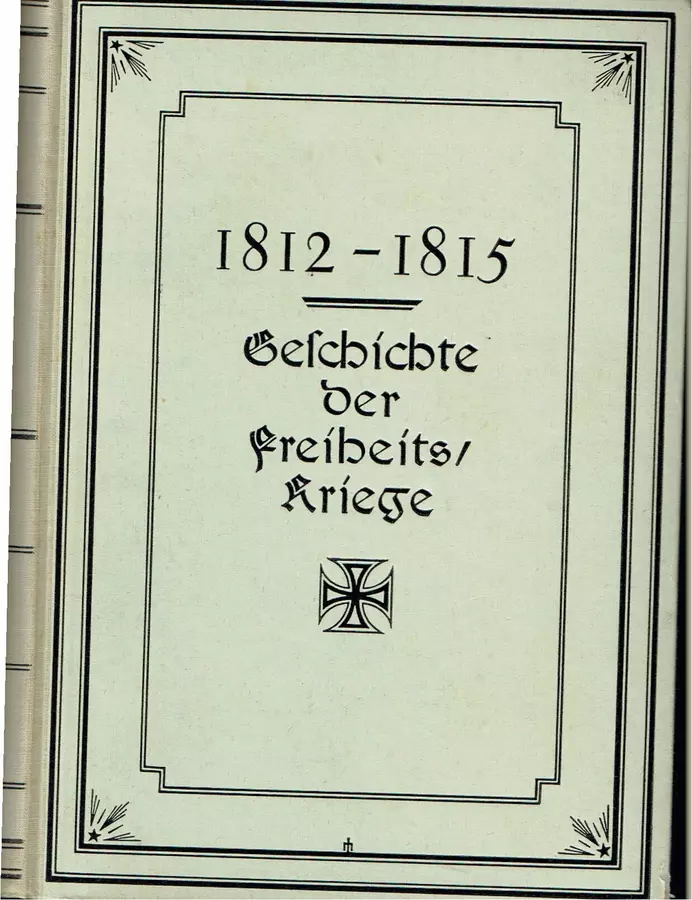 1812 – 1815
Geſchichte
der
Freiheits/
Kriege